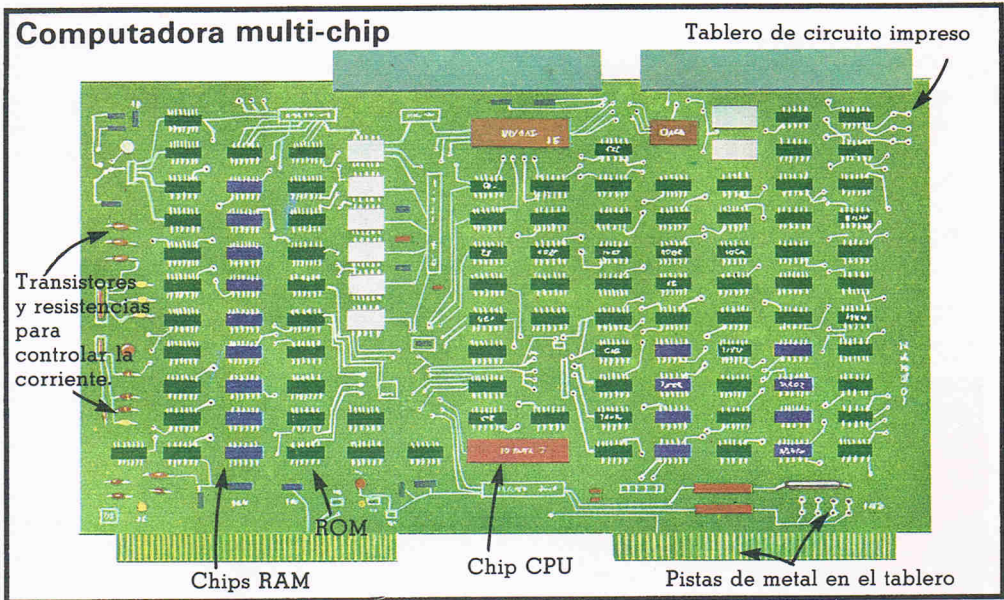 Computadora multi-chip
Tablero de circuito impreso
Transistores
y resistencias
para
controlar la
corriente.
ROM
Chips RAM
Chip CPU
Pistas de metal en el tablero